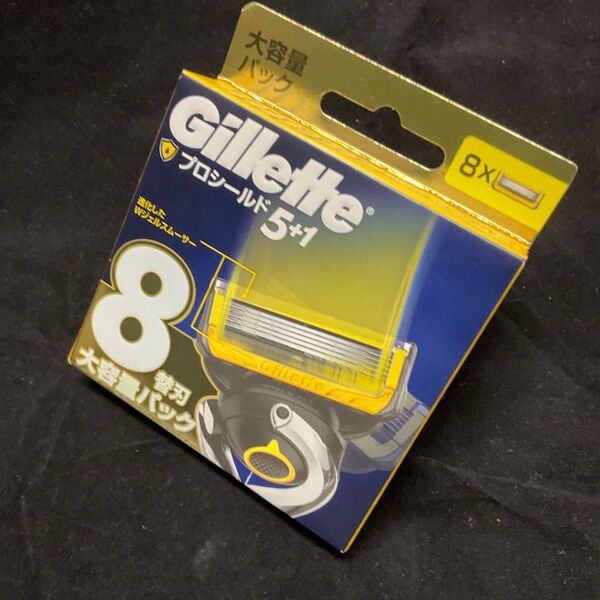 大容量
パック
8×
Gillette®
プロシールド
5+1
進化した
Wジェルスムーサー
8
替刃
大容量パック
Gillette